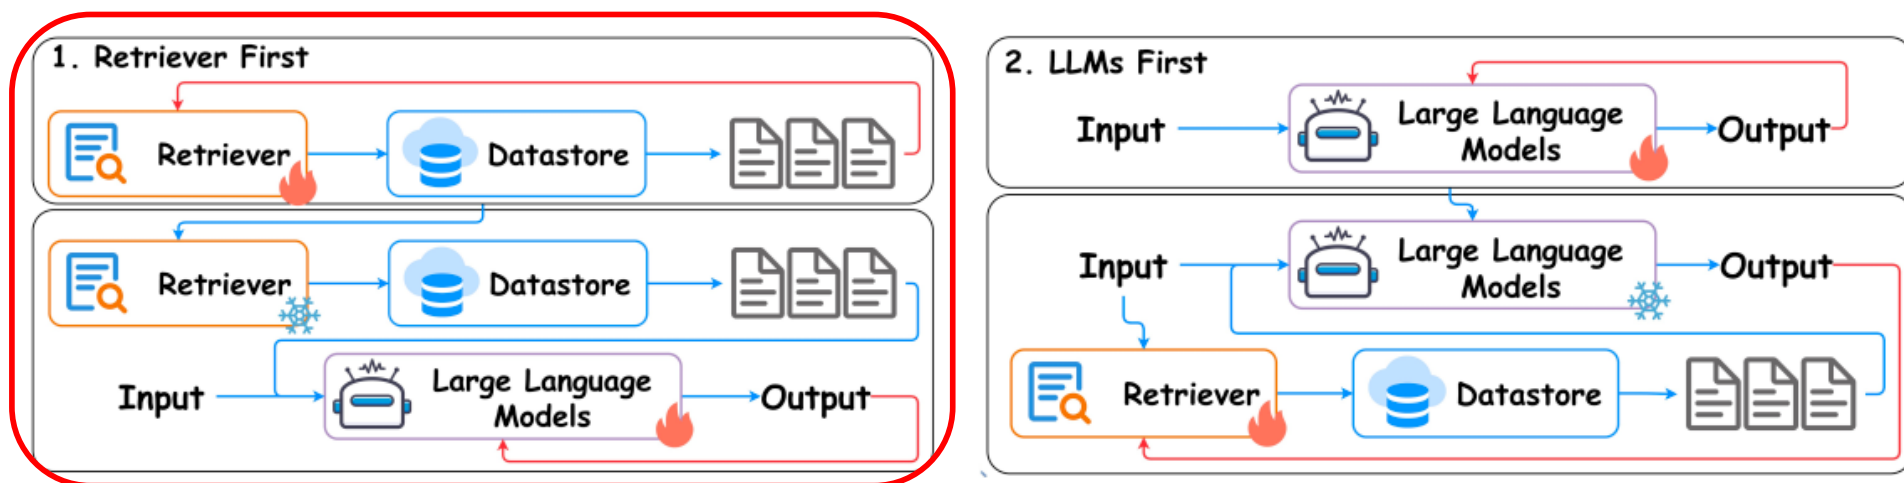 1. Retriever First
Retriever
Datastore
Retriever
Datastore
Input
Large Language
Models
Output
2. LLMs First
Input
Large Language
Models
Output
Input
Large Language
Models
Output
Retriever
Datastore